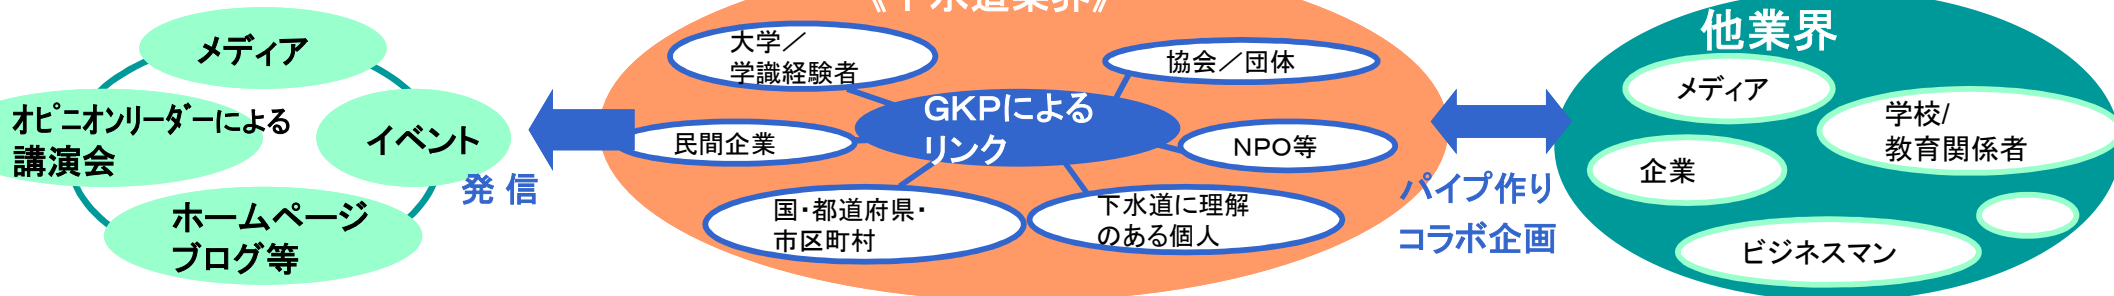 メディア
オピニオンリーダーによる
講演会
イベント
ホームページ
ブログ等
発 信
《下水道業界》
大学／
学識経験者
協会／団体
GKPによる
リンク
民間企業
NPO等
国・都道府県・
市区町村
下水道に理解
のある個人
パイプ作り
コラボ企画
他業界
メディア
学校/
教育関係者
企業
ビジネスマン